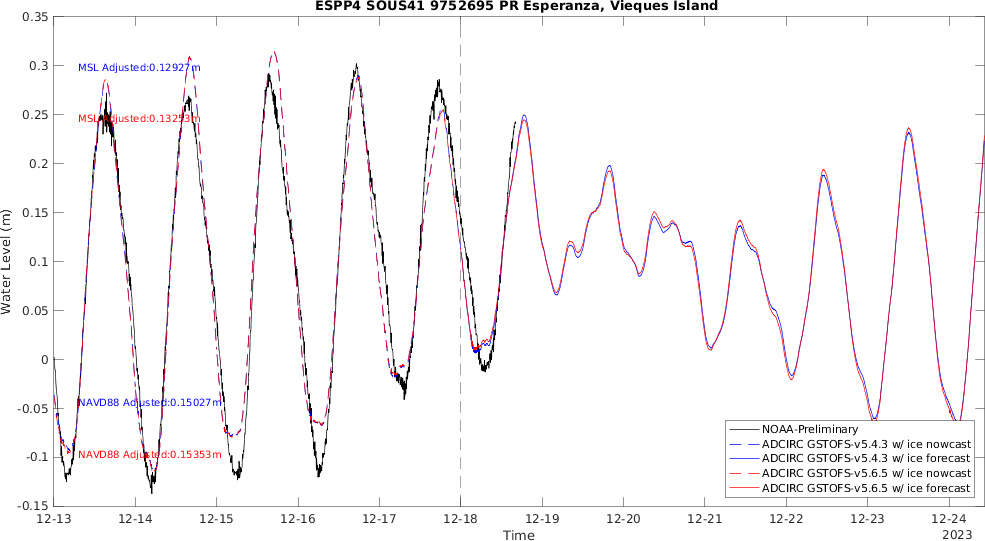 ESPP4 SOUS41 9752695 PR Esperanza, Vieques Island
0.35
0.3
0.25
0.2
0.15
0.1
0.05
0
-0.05
-0.1
-0.15
Water Level (m)
MSL Adjusted:0.12927m
MSL Adjusted:0.13253m
NAVD88 Adjusted:0.15027m
NAVD88 Adjusted:0.15353m
NOAA-Preliminary
ADCIRC GSTOFS-v5.4.3 w/ ice nowcast
ADCIRC GSTOFS-v5.4.3 w/ ice forecast
ADCIRC GSTOFS-v5.6.5 w/ ice nowcast
ADCIRC GSTOFS-v5.6.5 w/ ice forecast
12-13 12-14 12-15 12-16 12-17 12-18 12-19 12-20 12-21 12-22 12-23 12-24
Time
2023